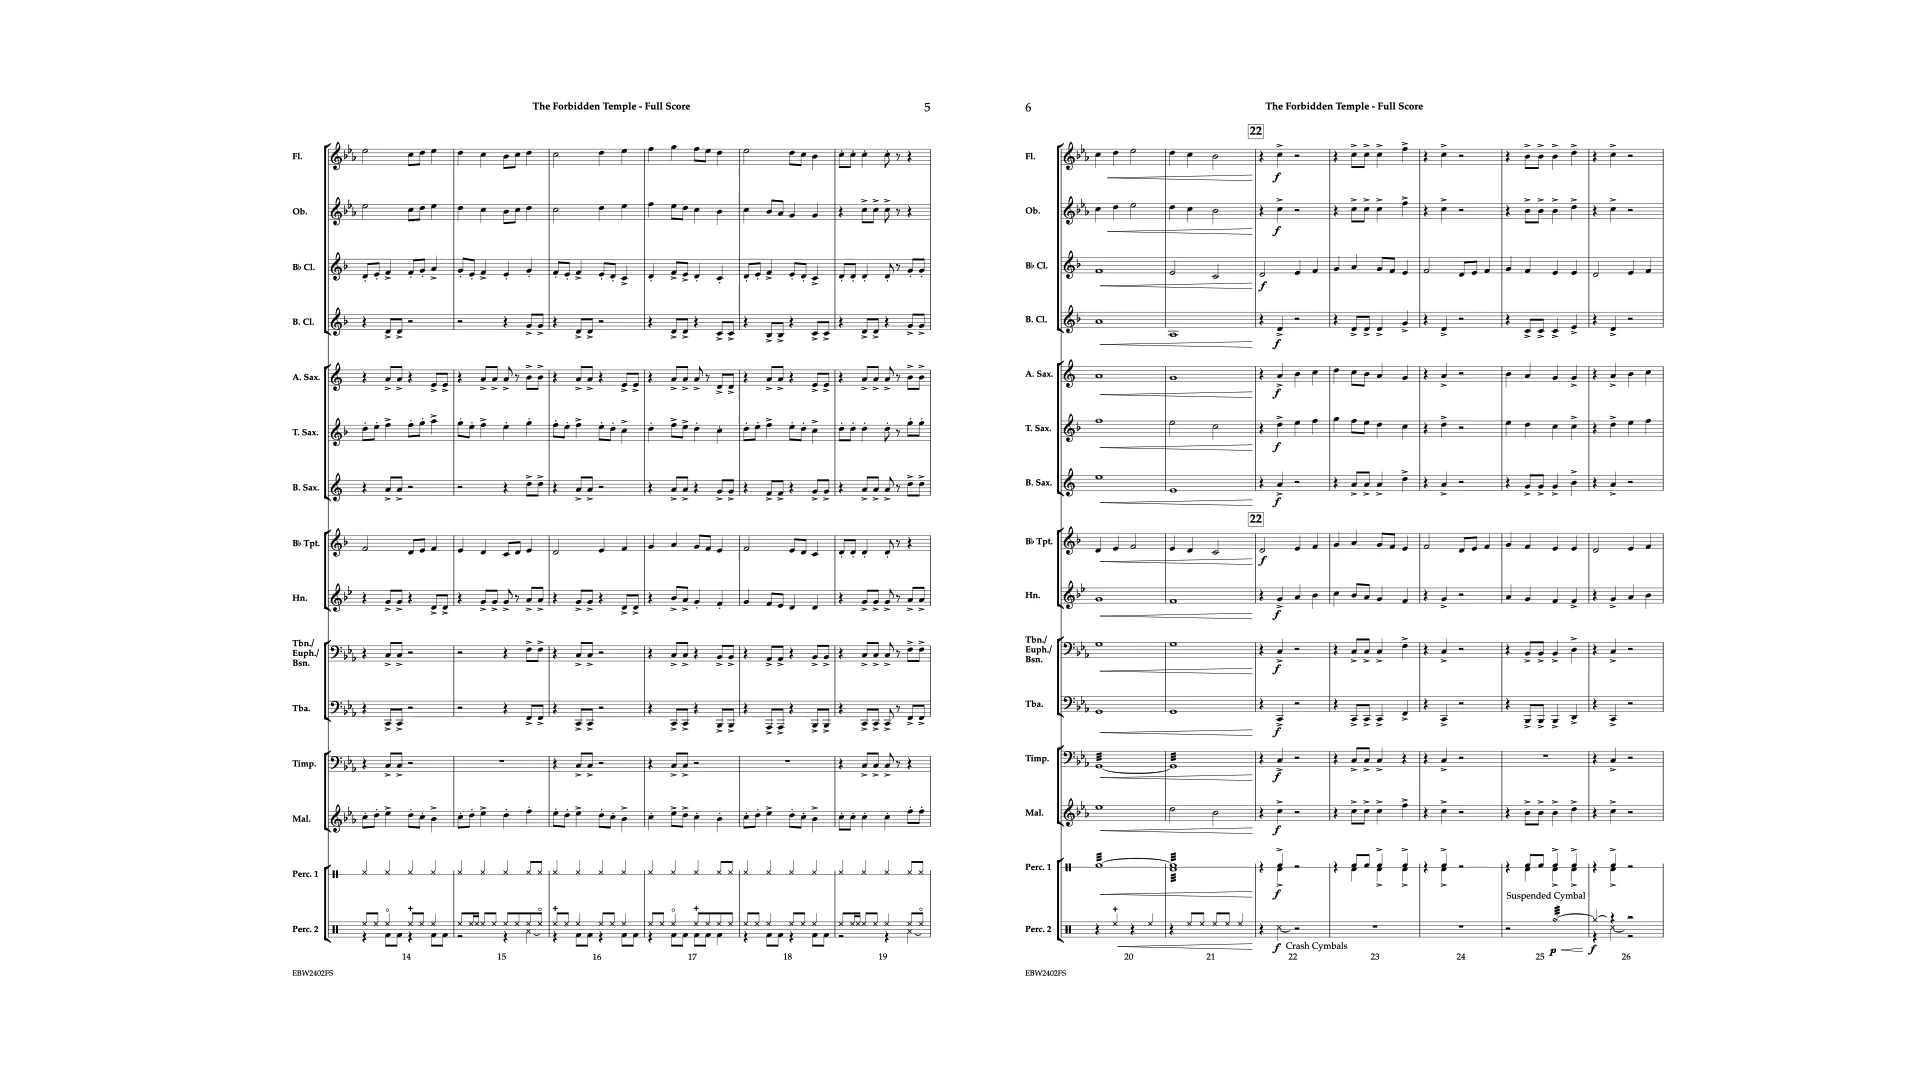 The Forbidden Temple - Full Score
5
Fl.
Ob.
B♭ Cl.
B. Cl.
A. Sax.
T. Sax.
B. Sax.
B♭ Tpt.
Hn.
Tbn./
Euph./
Bsn.
Tba.
Timp.
Mal.
Perc. 1
Perc. 2
14 15 16 17 18 19
EBW2402FS
6
The Forbidden Temple - Full Score
22
Fl.
f
Ob.
f
B♭ Cl.
f
B. Cl.
f
A. Sax.
f
T. Sax.
f
B. Sax.
f
22
B♭ Tpt.
f
Hn.
f
Tbn./
Euph./
Bsn.
f
Tba.
f
Timp.
f
Mal.
f
Perc. 1
f
Suspended Cymbal
Perc. 2
f Crash Cymbals
p f
20 21 22 23 24 25 26
EBW2402FS